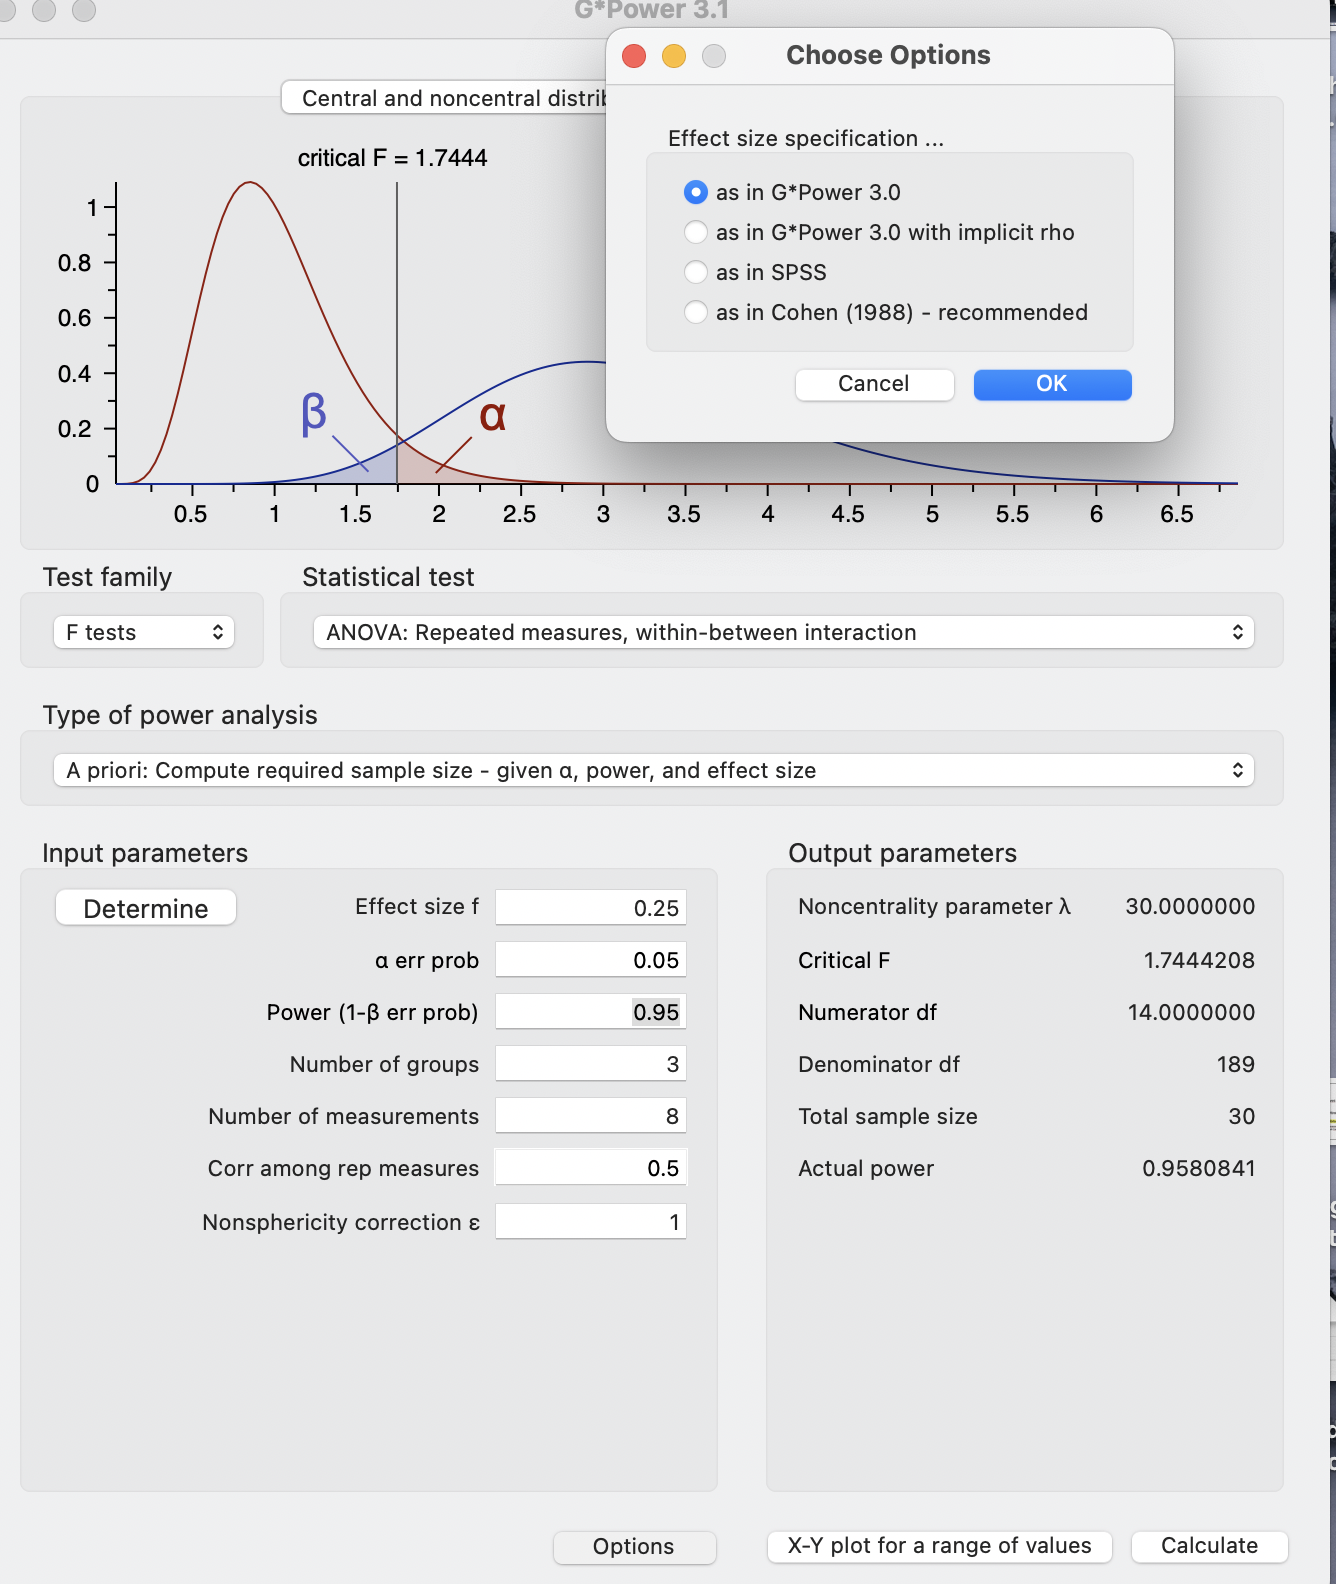 G*Power 3.1
Choose Options
Effect size specification ...
as in G*Power 3.0
as in G*Power 3.0 with implicit rho
as in SPSS
as in Cohen (1988) - recommended
Cancel
OK
Central and noncentral
critical F = 1.7444
1
0.8
0.6
0.4
0.2
0
β
α
0.5
1
1.5
2
2.5
3
3.5
4
4.5
5
5.5
6
6.5
Test family
Statistical test
F tests
ANOVA: Repeated measures, within-between interaction
Type of power analysis
A priori: Compute required sample size - given α, power, and effect size
Input parameters
Determine
Effect size f
0.25
α err prob
0.05
Power (1-β err prob)
0.95
Number of groups
3
Number of measurements
8
Corr among rep measures
0.5
Nonsphericity correction ε
1
Output parameters
Noncentrality parameter λ
30.0000000
Critical F
1.7444208
Numerator df
14.0000000
Denominator df
189
Total sample size
30
Actual power
0.9580841
Options
X-Y plot for a range of values
Calculate